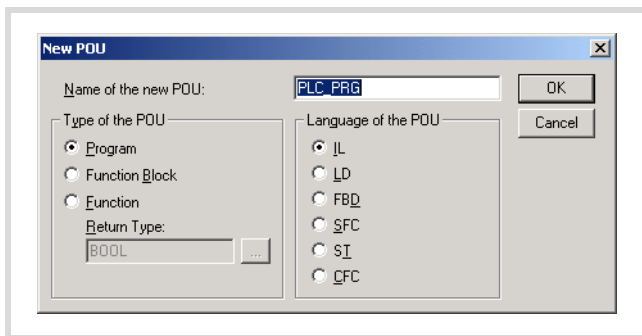 New POU
Name of the new POU: PLC_PRG OK
Cancel
Type of the POU
Program
Function Block
Function
Return Type:
BOOL ...
Language of the POU
IL
LD
FBD
SFC
ST
CFC